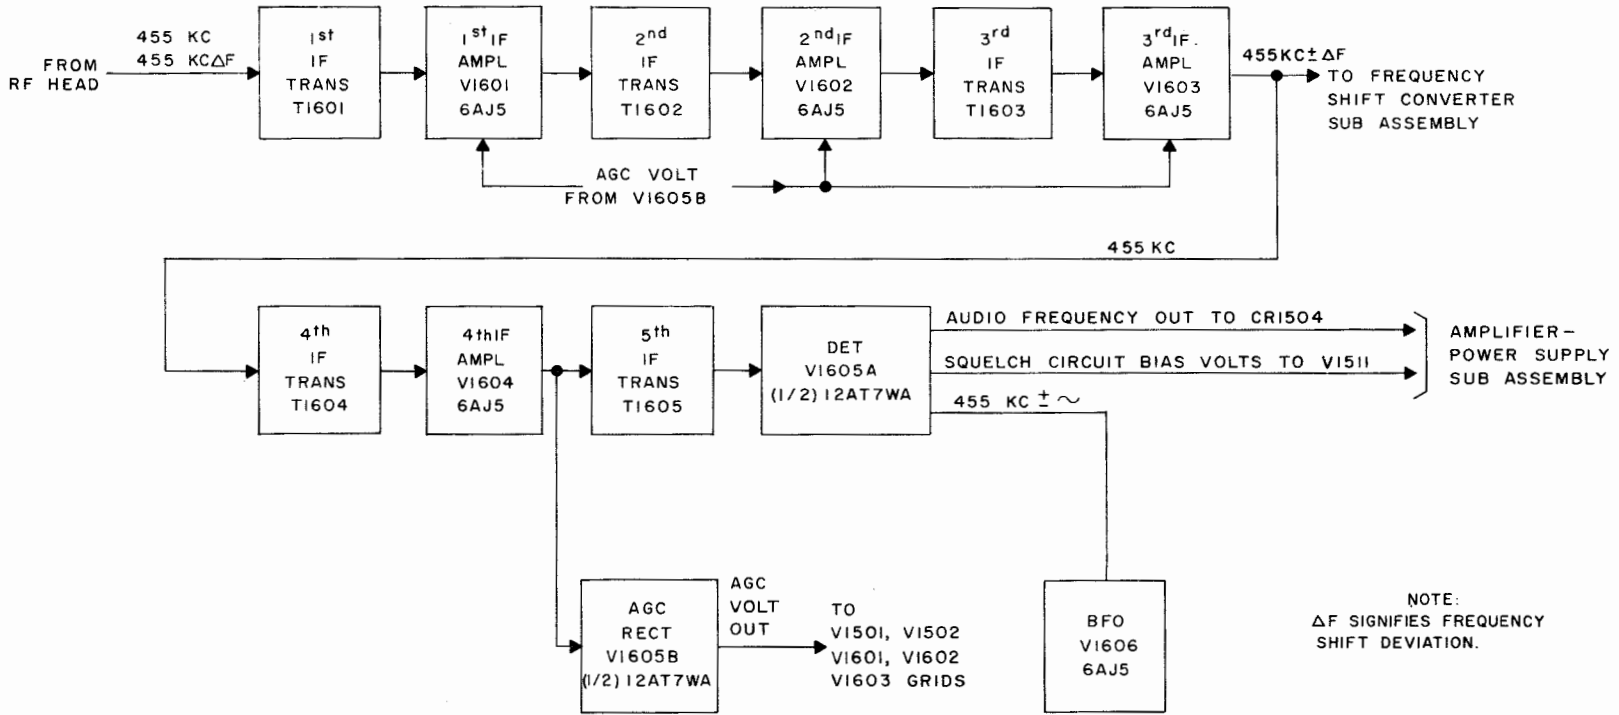 FROM
RF HEAD
455 KC
455 KCΔF
1st
IF
TRANS
T1601
1st IF
AMPL
V1601
6AJ5
2nd
IF
TRANS
T1602
2nd IF
AMPL
V1602
6AJ5
3rd
IF
TRANS
T1603
3rd IF.
AMPL
V1603
6AJ5
455KC± ΔF
TO FREQUENCY
SHIFT CONVERTER
SUB ASSEMBLY
AGC VOLT
FROM V1605B
455 KC
4th
IF
TRANS
T1604
4th IF
AMPL
V1604
6AJ5
5th
IF
TRANS
T1605
DET
V1605A
(1/2) 12AT7WA
AUDIO FREQUENCY OUT TO CR1504
SQUELCH CIRCUIT BIAS VOLTS TO V1511
455 KC ± ~
AMPLIFIER-
POWER SUPPLY
SUB ASSEMBLY
AGC
RECT
V1605B
(1/2) 12AT7WA
AGC
VOLT
OUT
TO
V1501, V1502
V1601, V1602
V1603 GRIDS
BFO
V1606
6AJ5
NOTE:
ΔF SIGNIFIES FREQUENCY
SHIFT DEVIATION.